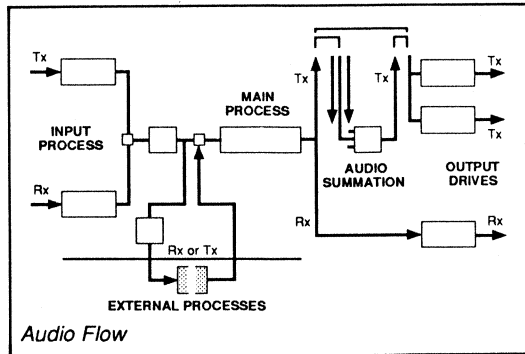 Tx
INPUT
PROCESS
Rx
MAIN
PROCESS
Rx or Tx
EXTERNAL PROCESSES
Tx
Tx
AUDIO
SUMMATION
Rx
Tx
Tx
OUTPUT
DRIVES
Rx
Audio Flow